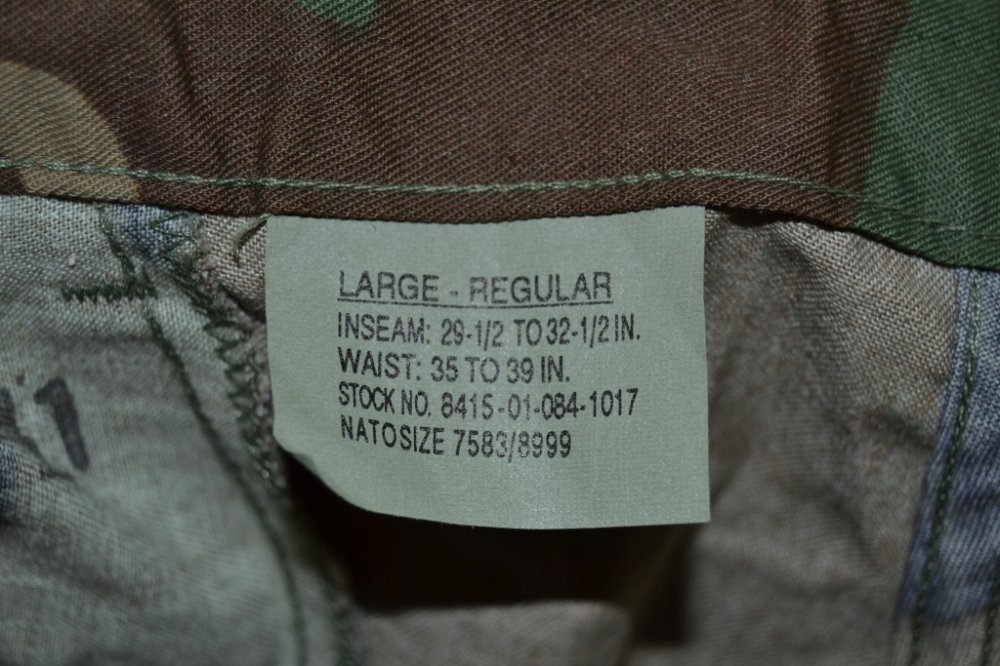 LARGE - REGULAR
INSEAM: 29-1/2 TO 32-1/2 IN.
WAIST: 35 TO 39 IN.
STOCK NO. 8415-01-084-1017
NATO SIZE 7583/8999